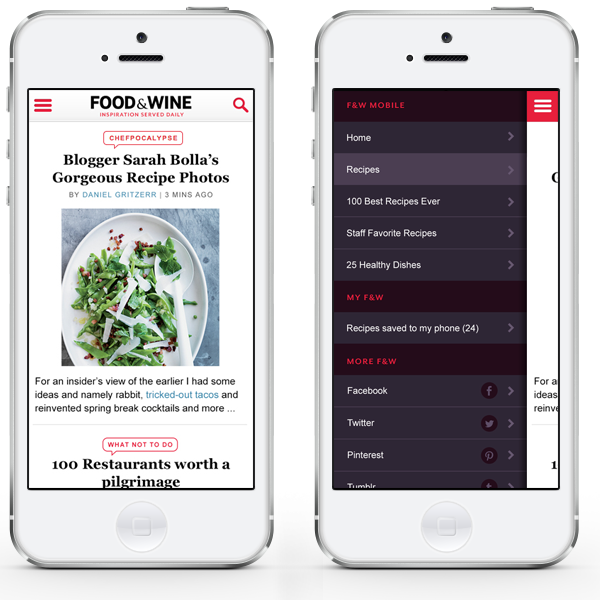 FOOD&WINE
INSPIRATION SERVED DAILY
CHEFPOCALYPSE
Blogger Sarah Bolla's
Gorgeous Recipe Photos
BY DANIEL GRITZERR | 3 MINS AGO
For an insider's view of the earlier I had some
ideas and namely rabbit, tricked-out tacos and
reinvented spring break cocktails and more ...
WHAT NOT TO DO
100 Restaurants worth a
pilgrimage
F&W MOBILE
Home
Recipes
100 Best Recipes Ever
Staff Favorite Recipes
25 Healthy Dishes
MY F&W
Recipes saved to my phone (24)
MORE F&W
Facebook
Twitter
Pinterest
Tumblr
For a
ideas
reinve